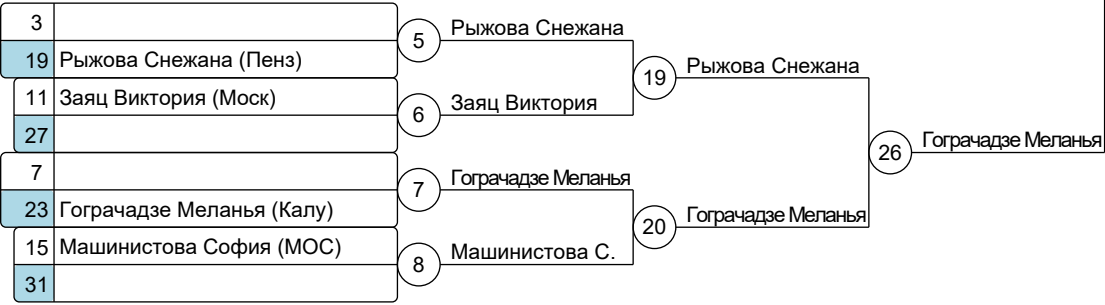 3
19 Рыжова Снежана (Пенз)
5
Рыжова Снежана
11 Заяц Виктория (Моск)
27
6
Заяц Виктория
19
Рыжова Снежана
7
23 Гограчадзе Меланья (Калу)
7
Гограчадзе Меланья
15 Машинистова София (МОС)
31
8
Машинистова С.
20
Гограчадзе Меланья
26
Гограчадзе Меланья